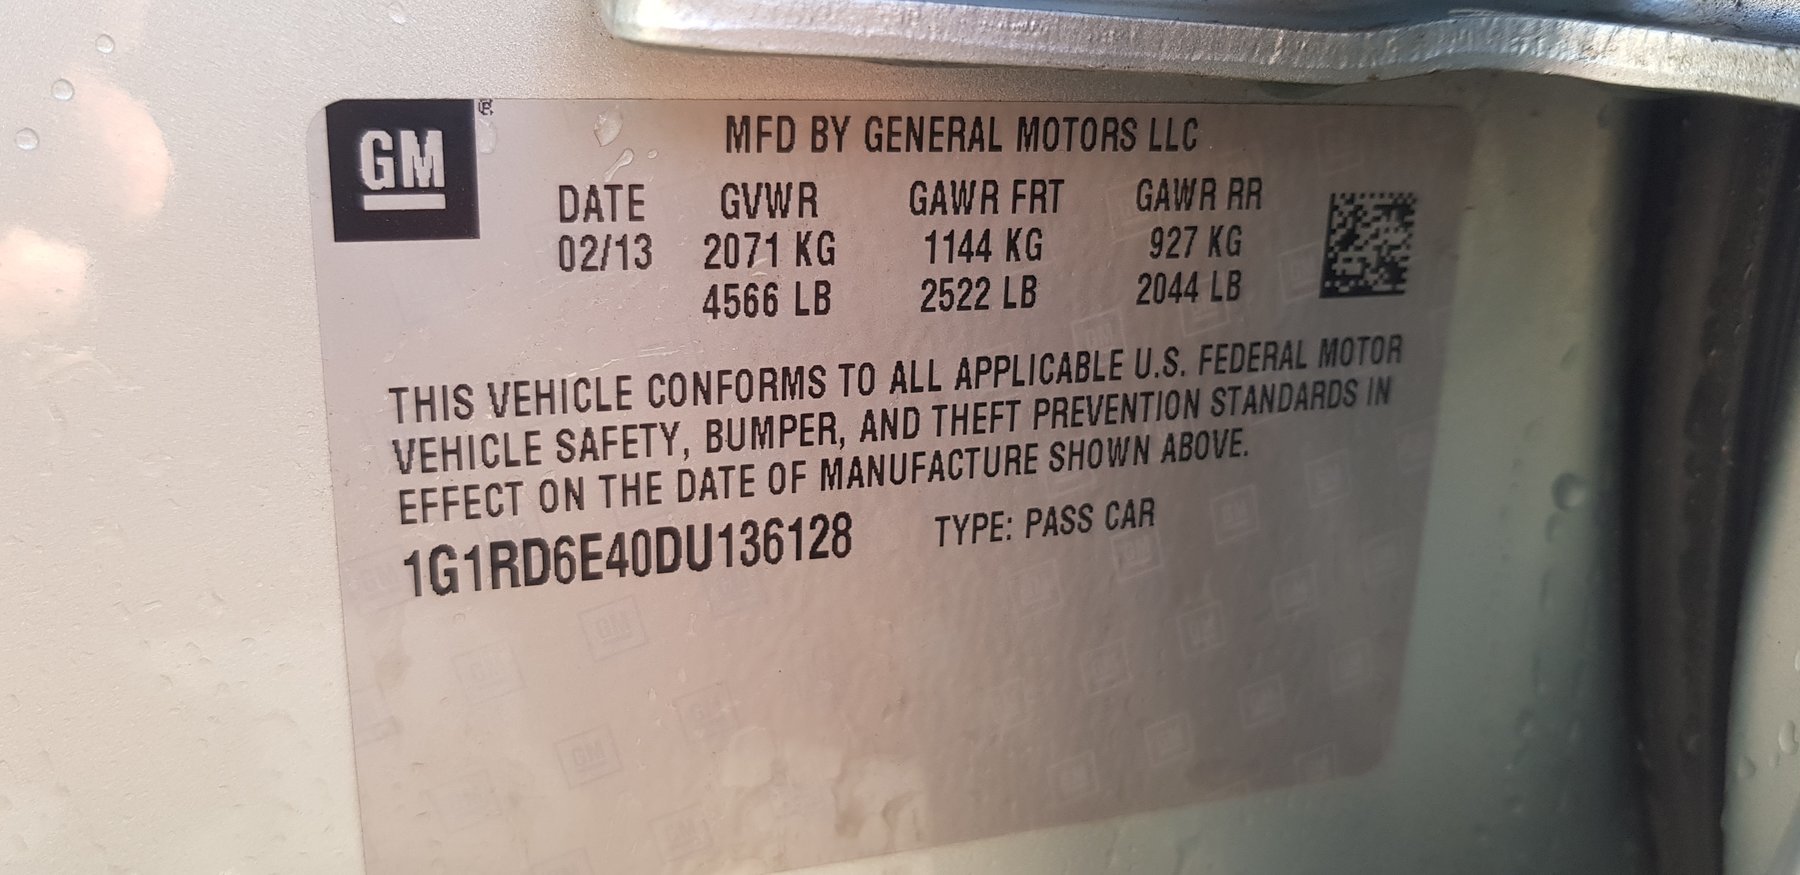 GM
MFD BY GENERAL MOTORS LLC
DATE GVWR GAWR FRT GAWR RR
02/13 2071 KG 1144 KG 927 KG
4566 LB 2522 LB 2044 LB
THIS VEHICLE CONFORMS TO ALL APPLICABLE U.S. FEDERAL MOTOR
VEHICLE SAFETY, BUMPER, AND THEFT PREVENTION STANDARDS IN
EFFECT ON THE DATE OF MANUFACTURE SHOWN ABOVE.
1G1RD6E40DU136128 TYPE: PASS CAR